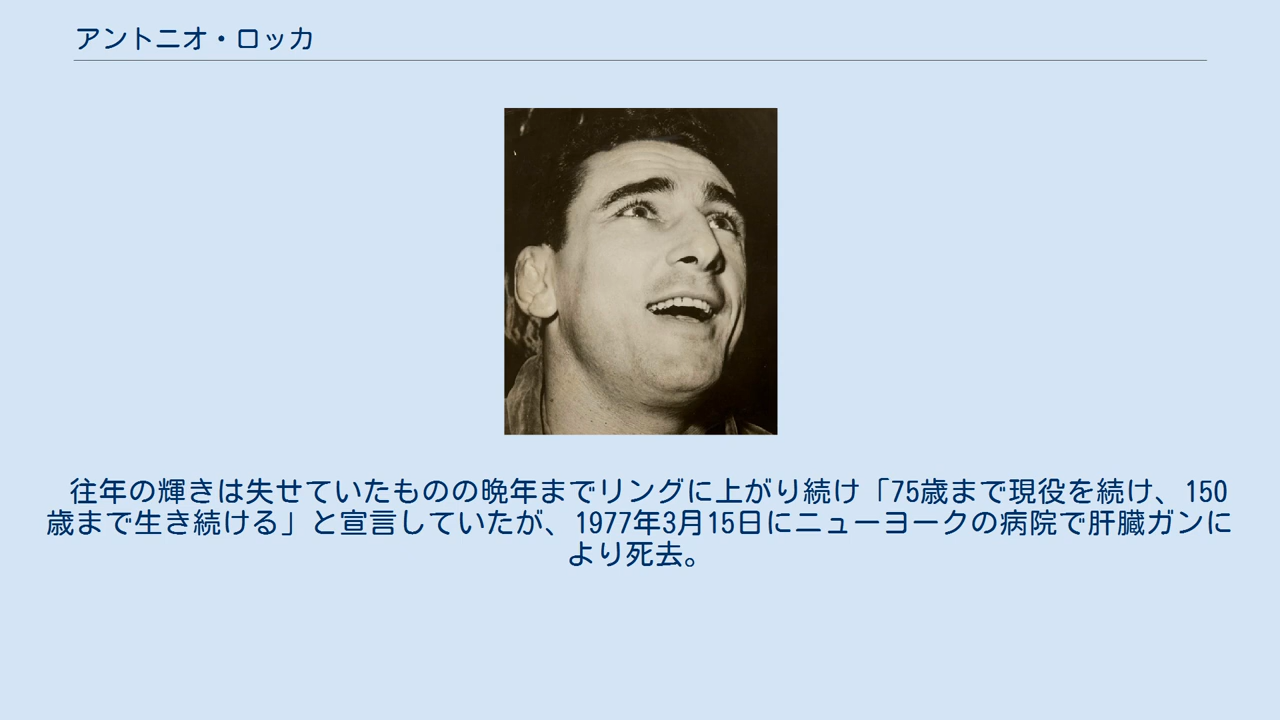 アントニオ・ロッカ
往年の輝きは失せていたものの晩年までリングに上がり続け「75歳まで現役を続け、150
歳まで生き続ける」と宣言していたが、1977年3月15日にニューヨークの病院で肝臓ガンに
より死去。